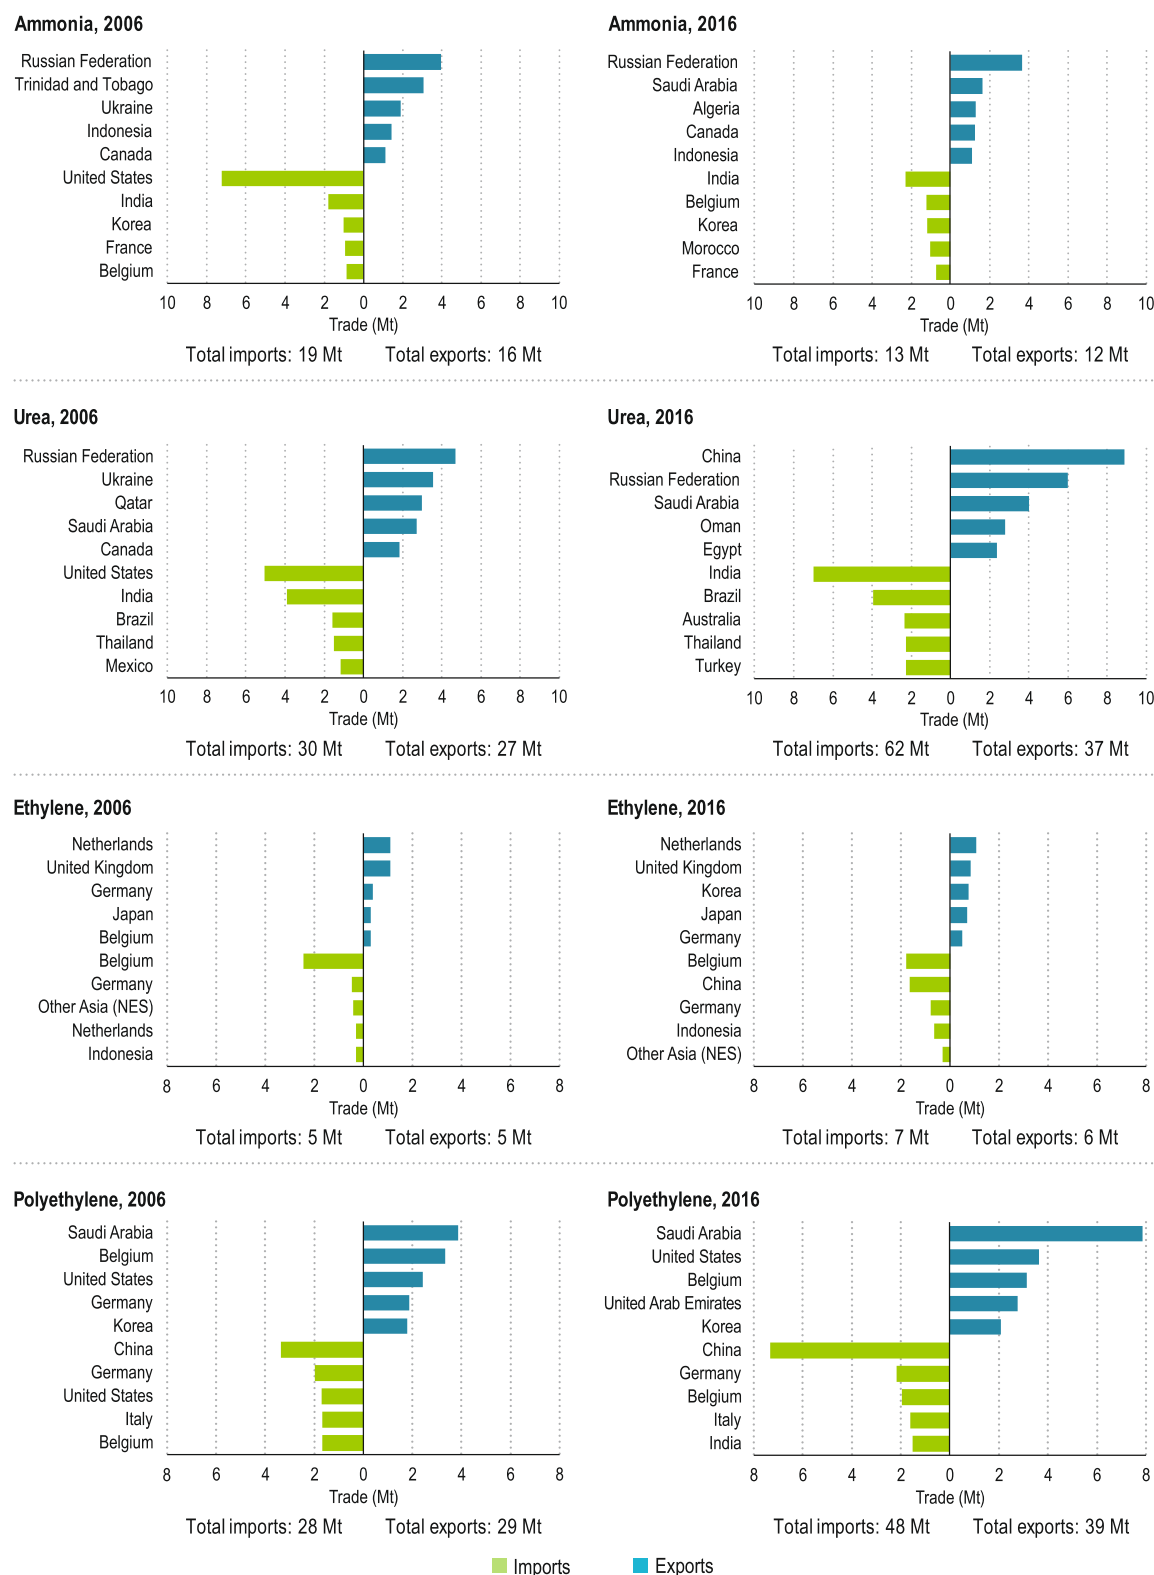 Ammonia, 2006
Russian Federation
Trinidad and Tobago
Ukraine
Indonesia
Canada
United States
India
Korea
France
Belgium
10 8 6 4 2 0 2 4 6 8 10
Trade (Mt)
Total imports: 19 Mt Total exports: 16 Mt
Ammonia, 2016
Russian Federation
Saudi Arabia
Algeria
Canada
Indonesia
India
Belgium
Korea
Morocco
France
10 8 6 4 2 0 2 4 6 8 10
Trade (Mt)
Total imports: 13 Mt Total exports: 12 Mt
Urea, 2006
Russian Federation
Ukraine
Qatar
Saudi Arabia
Canada
United States
India
Brazil
Thailand
Mexico
10 8 6 4 2 0 2 4 6 8 10
Trade (Mt)
Total imports: 30 Mt Total exports: 27 Mt
Urea, 2016
China
Russian Federation
Saudi Arabia
Oman
Egypt
India
Brazil
Australia
Thailand
Turkey
10 8 6 4 2 0 2 4 6 8 10
Trade (Mt)
Total imports: 62 Mt Total exports: 37 Mt
Ethylene, 2006
Netherlands
United Kingdom
Germany
Japan
Belgium
Belgium
Germany
Other Asia (NES)
Netherlands
Indonesia
8 6 4 2 0 2 4 6 8
Trade (Mt)
Total imports: 5 Mt Total exports: 5 Mt
Ethylene, 2016
Netherlands
United Kingdom
Korea
Japan
Germany
Belgium
China
Germany
Indonesia
Other Asia (NES)
8 6 4 2 0 2 4 6 8
Trade (Mt)
Total imports: 7 Mt Total exports: 6 Mt
Polyethylene, 2006
Saudi Arabia
Belgium
United States
Germany
Korea
China
Germany
United States
Italy
Belgium
8 6 4 2 0 2 4 6 8
Trade (Mt)
Total imports: 28 Mt Total exports: 29 Mt
Polyethylene, 2016
Saudi Arabia
United States
Belgium
United Arab Emirates
Korea
China
Germany
Belgium
Italy
India
8 6 4 2 0 2 4 6 8
Trade (Mt)
Total imports: 48 Mt Total exports: 39 Mt
Imports Exports